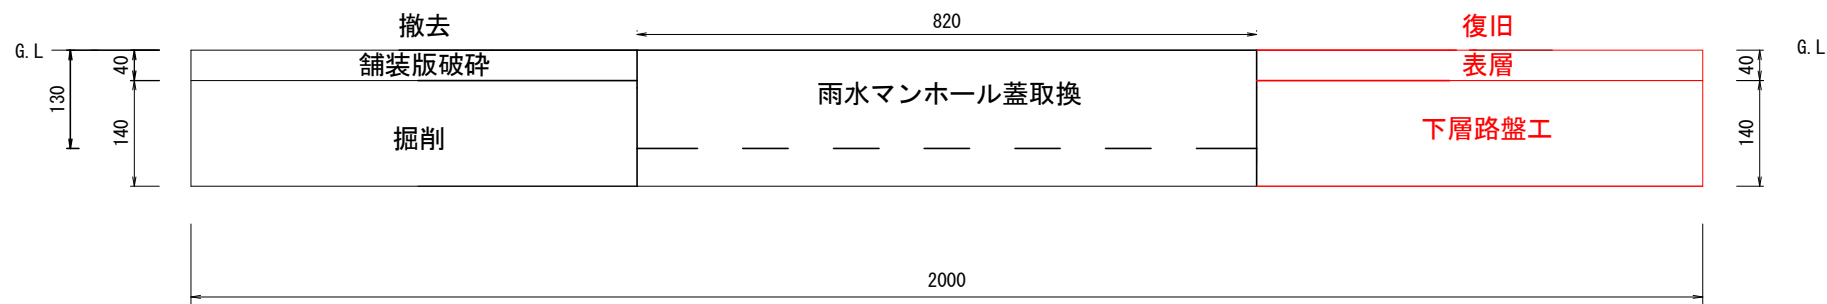 撤去
820
復旧
G.L
40
舗装版破砕
表層
40
G.L
130
雨水マンホール蓋取換
140
掘削
下層路盤工
140
2000